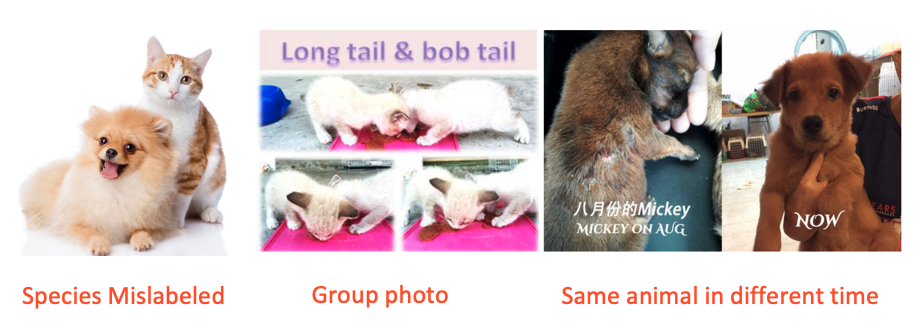 Long tail & bob tail
八月份的Mickey
MICKEY ON AUG
NOW
CARS
Species Mislabeled
Group photo
Same animal in different time